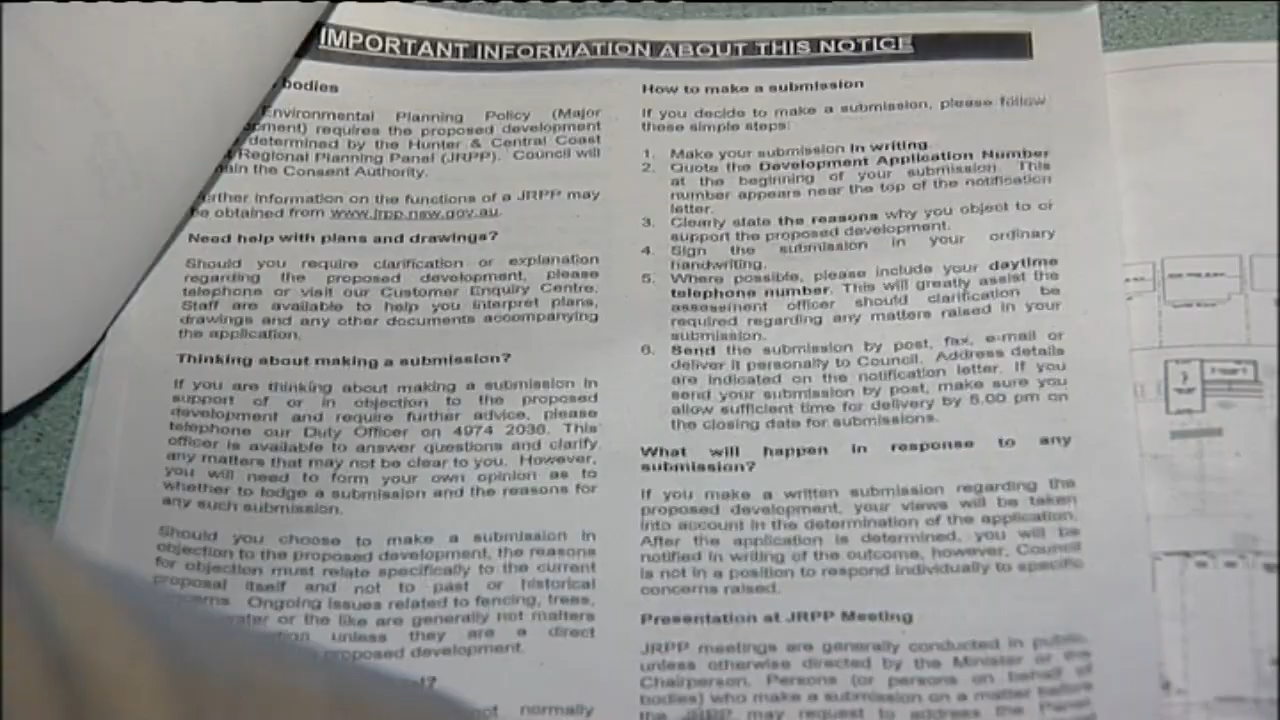 IMPORTANT INFORMATION ABOUT THIS NOTICE
bodies
Environmental Planning Policy (Major
requires the proposed development
determined by the Hunter & Central Coast
Regional Planning Panel (JRPP). Council will
the Consent Authority.
information on the functions of a JRPP may
be obtained from www.jrpp.nsw.gov.au.
Need help with plans and drawings?
Should you require clarification or explanation
regarding the proposed development, please
telephone or visit our Customer Enquiry Centre.
Staff are available to help you interpret plans,
drawings and any other documents accompanying
the application.
Thinking about making a submission?
If you are thinking about making a submission in
support of or in objection to the proposed
development and require further advice, please
telephone our Duty Officer on 4974 2036. This
officer is available to answer questions and clarify
any matters that may not be clear to you. However,
you will need to form your own opinion as to
whether to lodge a submission and the reasons for
any such submission.
Should you choose to make a submission in
objection to the proposed development, the reasons
for objection must relate specifically to the current
proposal itself and not to past or historical
Ongoing issues related to fencing, trees,
or the like are generally not matters
unless they are a direct
proposed development.
not normally
How to make a submission
If you decide to make a submission, please follow
these simple steps:
1. Make your submission in writing
2. Quote the Development Application Number
at the beginning of your submission. This
number appears near the top of the notification
letter.
3. Clearly state the reasons why you object to or
support the proposed development.
4. Sign the submission in your ordinary
handwriting.
5. Where possible, please include your daytime
telephone number. This will greatly assist the
assessment officer should clarification be
required regarding any matters raised in your
submission.
6. Send the submission by post, fax, e-mail or
deliver it personally to Council. Address details
are indicated on the notification letter. If you
send your submission by post, make sure you
allow sufficient time for delivery by 5.00 pm on
the closing date for submissions.
What will happen in response to any
submission?
If you make a written submission regarding the
proposed development, your views will be taken
into account in the determination of the application.
After the application is determined, you will be
notified in writing of the outcome, however, Council
is not in a position to respond individually to specific
concerns raised.
Presentation at JRPP Meeting
JRPP meetings are generally conducted in public
unless otherwise directed by the Minister or the
Chairperson. Persons (or persons on behalf of
bodies) who make a submission on a matter before
the JRPP may request to address the Panel